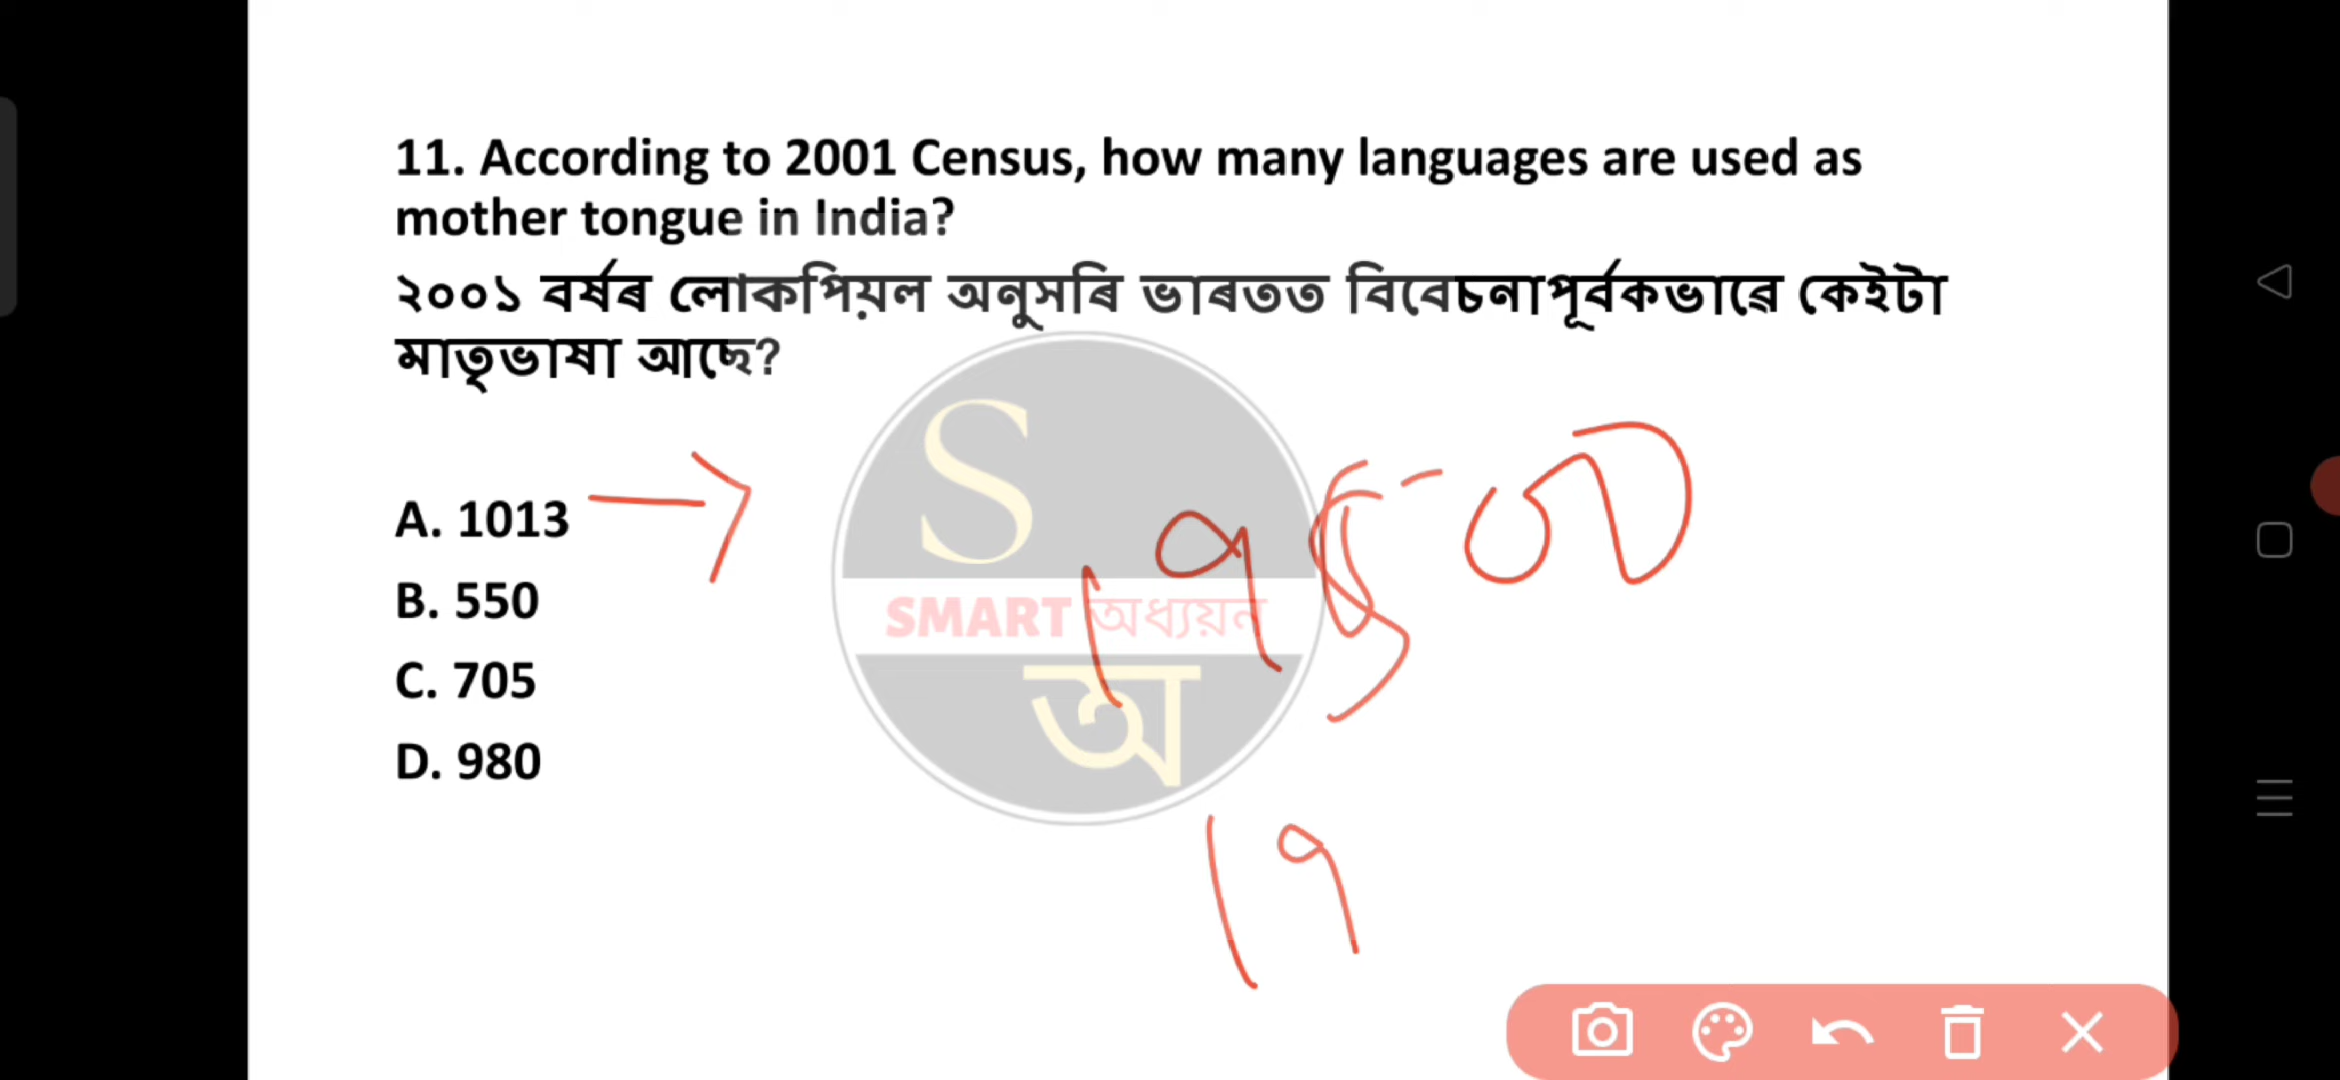 11. According to 2001 Census, how many languages are used as
mother tongue in India?
২০০১ বৰ্ষৰ লোকপিয়ল অনুসৰি ভাৰতত বিবেচনাপূৰ্বকভাৱে কেইটা
মাতৃভাষা আছে?
A. 1013
B. 550
C. 705
D. 980
S
SMART অধ্যয়ন
অ
19